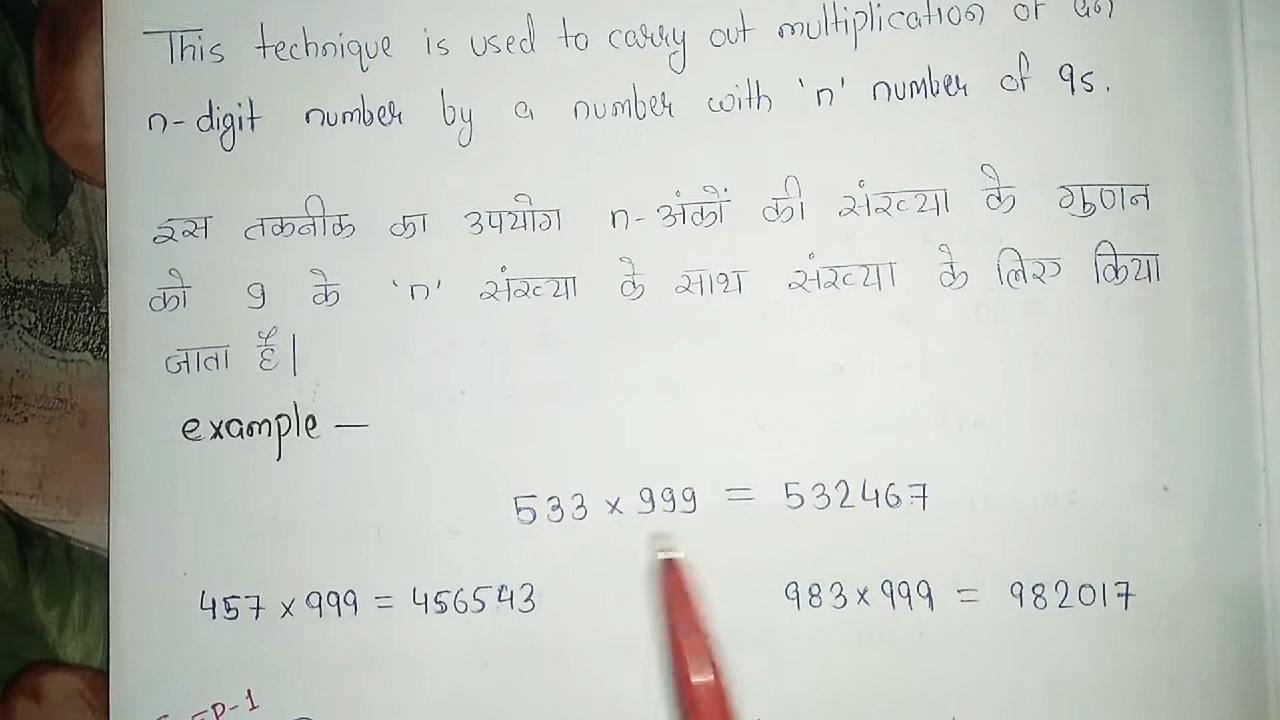 This technique is used to carry out multiplication of an
n-digit number by a number with 'n' number of 9s.
इस तकनीक का उपयोग n-अंकों की संख्या के गुणन
को 9 के 'n' संख्या के साथ संख्या के लिए किया
जाता है।
example —
533 × 999 = 532467
457 × 999 = 456543
983 × 999 = 982017